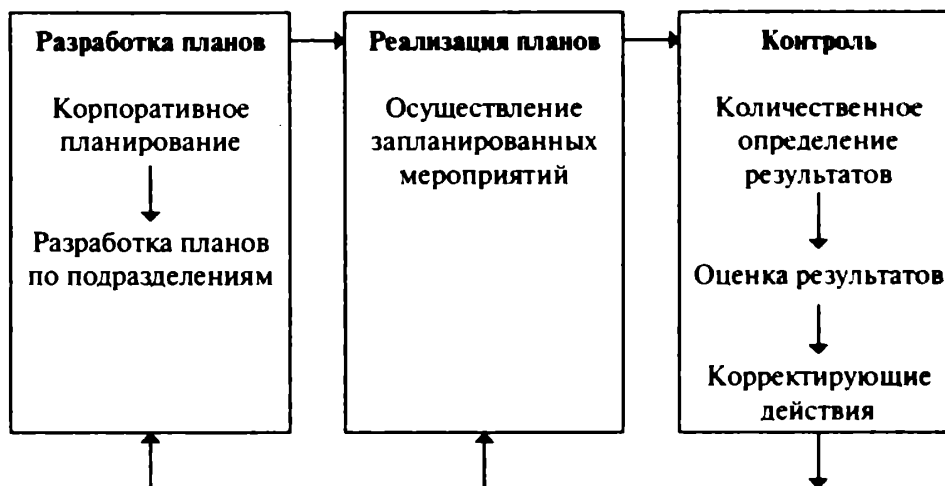 Разработка планов
Корпоративное
планирование
Разработка планов
по подразделениям
Реализация планов
Осуществление
запланированных
мероприятий
Контроль
Количественное
определение
результатов
Оценка результатов
Корректирующие
действия